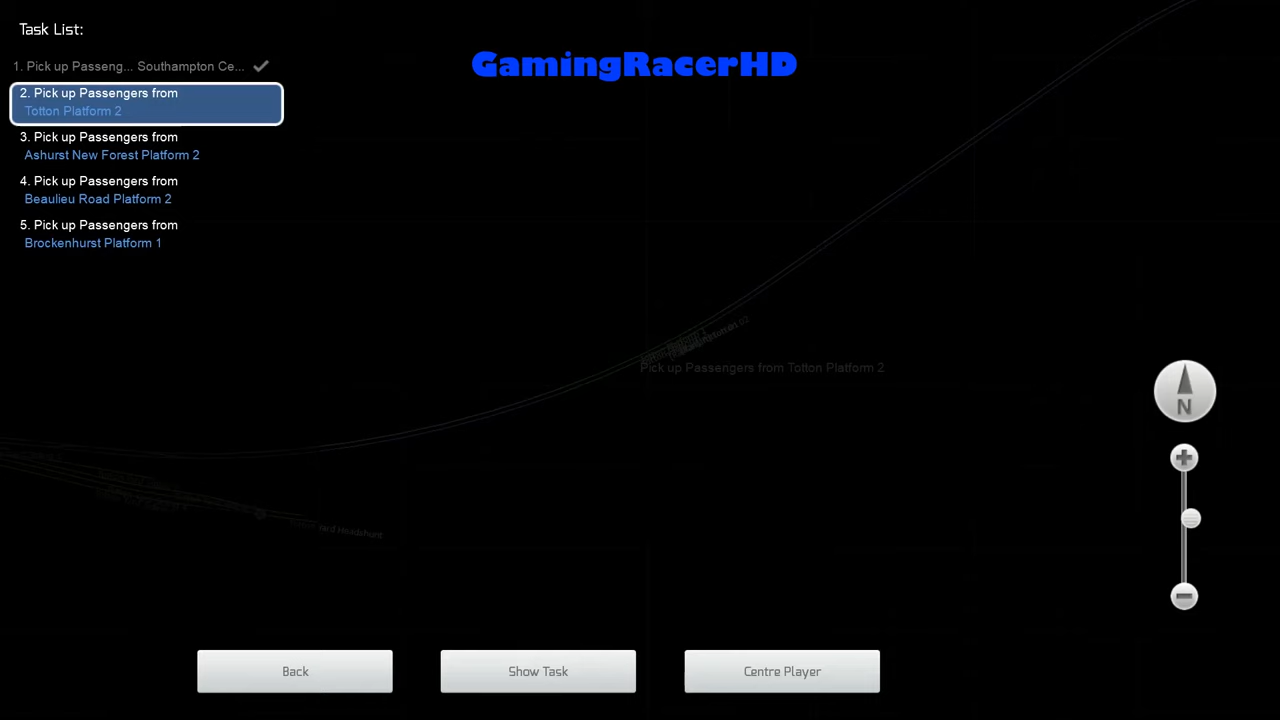 Task List:
GamingRacerHD
1. Pick up Passeng... Southampton Ce...
2. Pick up Passengers from
Totton Platform 2
3. Pick up Passengers from
Ashurst New Forest Platform 2
4. Pick up Passengers from
Beaulieu Road Platform 2
5. Pick up Passengers from
Brockenhurst Platform 1
Pick up Passengers from Totton Platform 2
N
Yard Headshunt
Back
Show Task
Centre Player